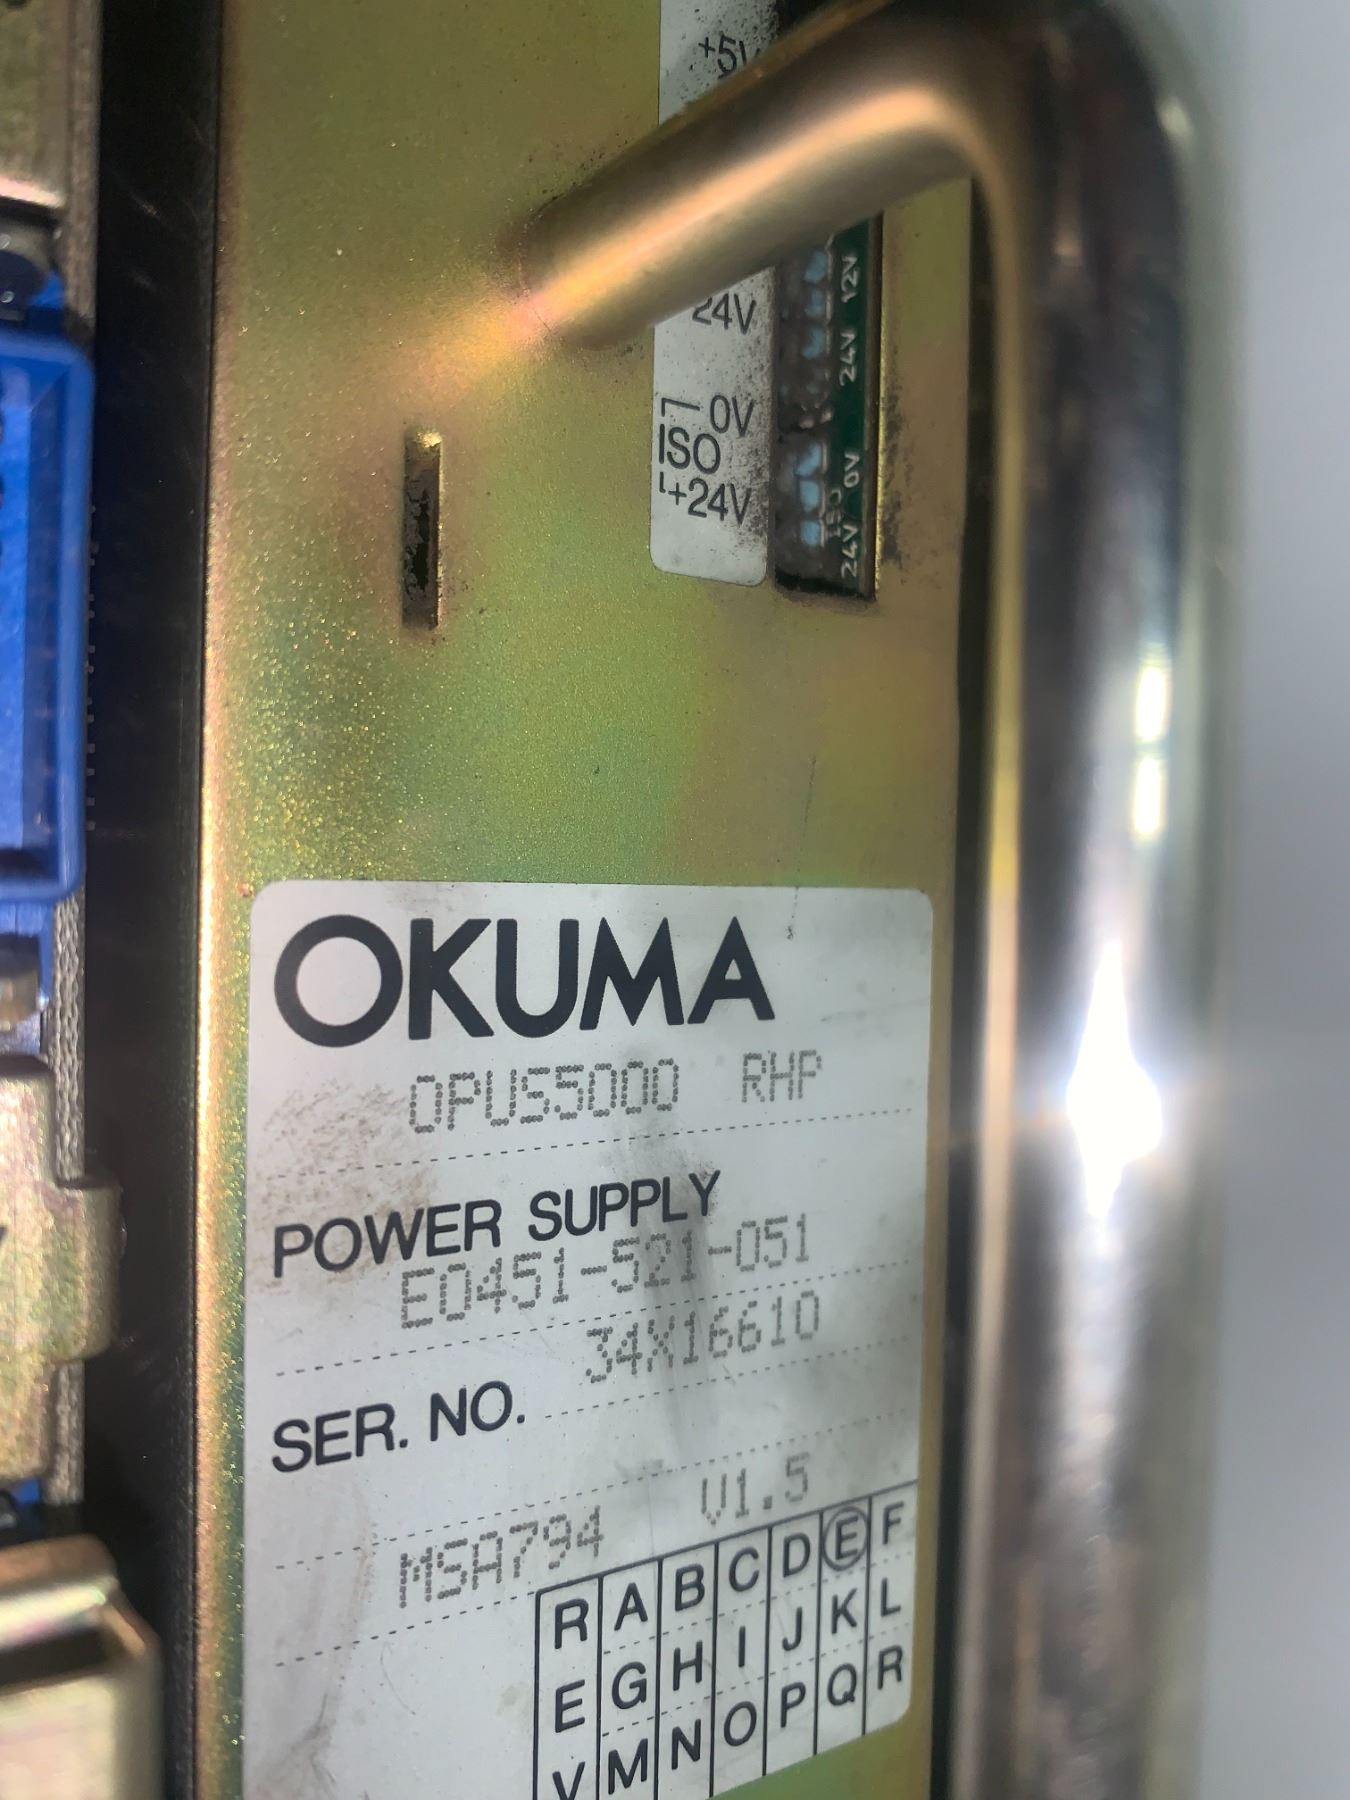 +5V
24V
12V
24V
0V
ISO
+24V
0V
24V
OKUMA
OPUS5000 RHP
POWER SUPPLY
E0451-521-051
34X16610
SER. NO.
MSA794 V1.5
R A B C D E F
E G H I J K L
V M N O P Q R